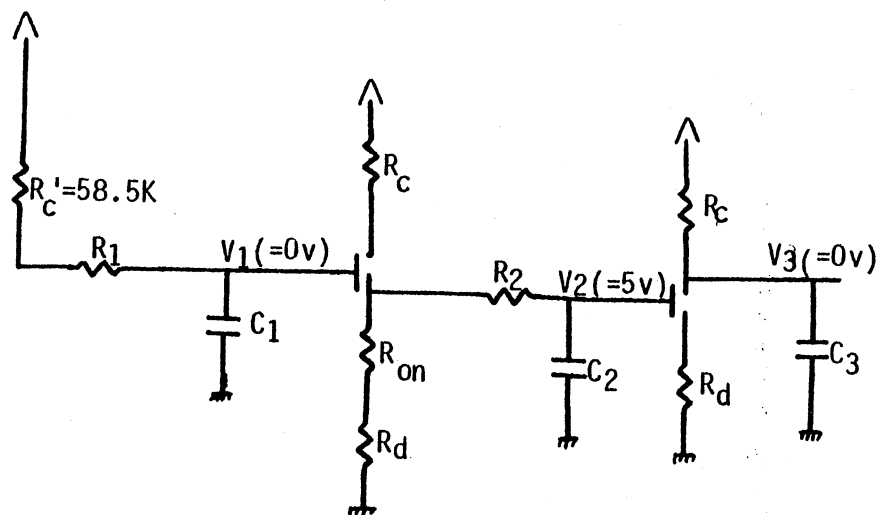 Rc'=58.5K
R1
V1(=0v)
C1
Rc
Ron
Rd
R2
V2(=5v)
C2
Rc
Rd
V3(=0v)
C3